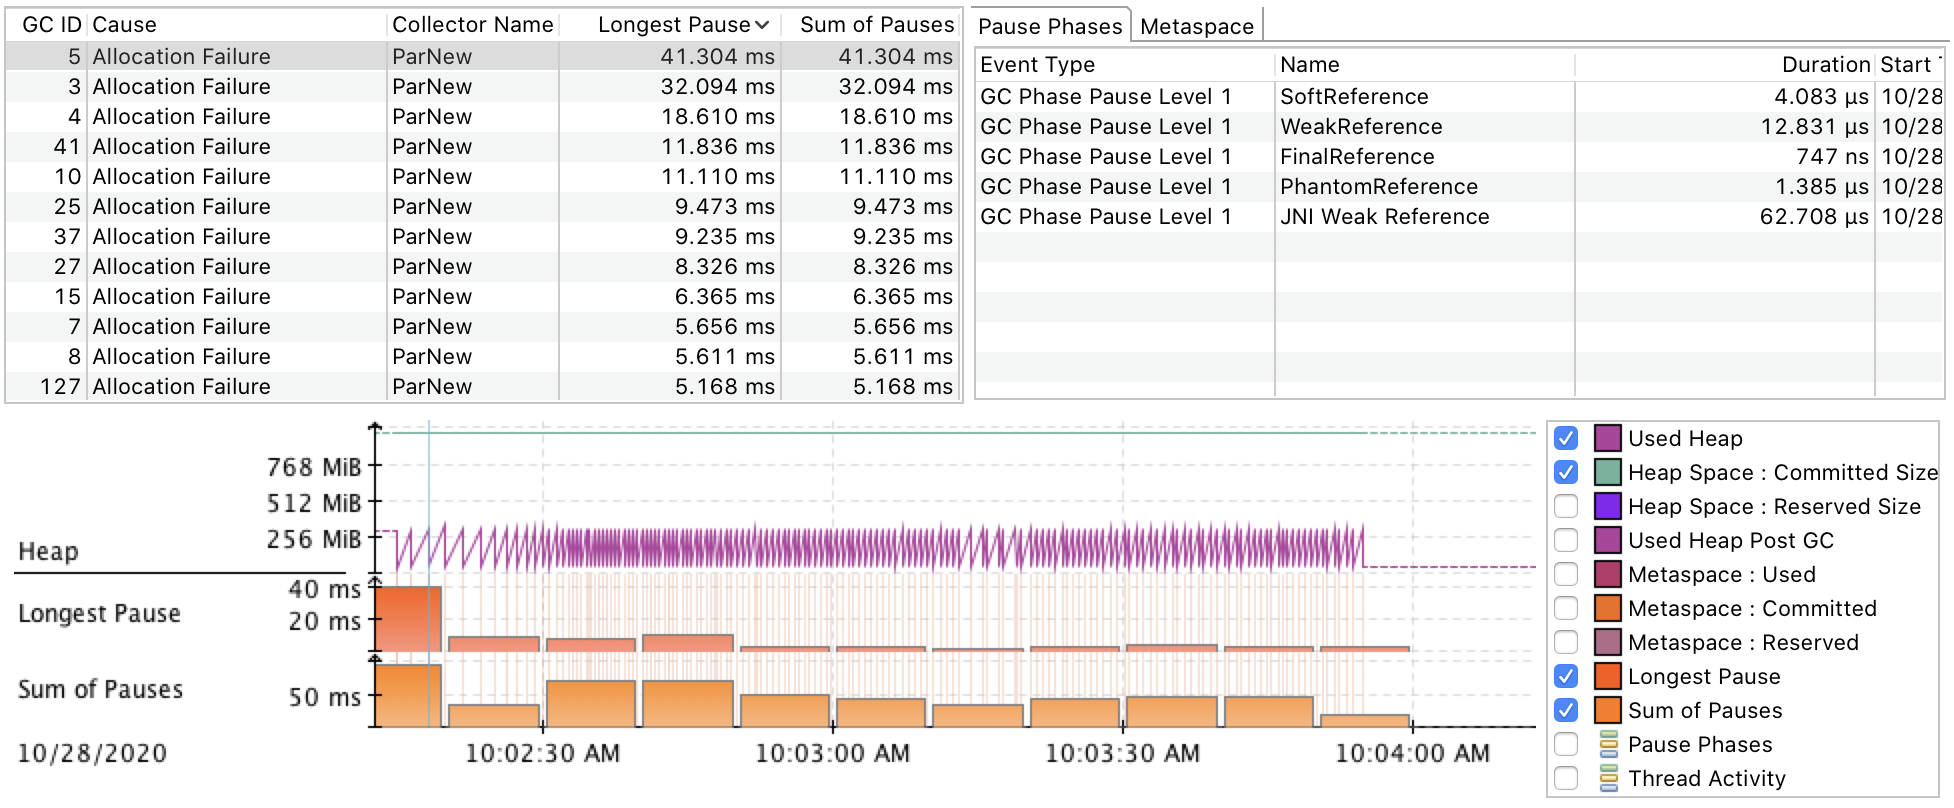 GC ID Cause Collector Name Longest Pause Sum of Pauses
5 Allocation Failure ParNew 41.304 ms 41.304 ms
3 Allocation Failure ParNew 32.094 ms 32.094 ms
4 Allocation Failure ParNew 18.610 ms 18.610 ms
41 Allocation Failure ParNew 11.836 ms 11.836 ms
10 Allocation Failure ParNew 11.110 ms 11.110 ms
25 Allocation Failure ParNew 9.473 ms 9.473 ms
37 Allocation Failure ParNew 9.235 ms 9.235 ms
27 Allocation Failure ParNew 8.326 ms 8.326 ms
15 Allocation Failure ParNew 6.365 ms 6.365 ms
7 Allocation Failure ParNew 5.656 ms 5.656 ms
8 Allocation Failure ParNew 5.611 ms 5.611 ms
127 Allocation Failure ParNew 5.168 ms 5.168 ms
Pause Phases Metaspace
Event Type Name Duration Start
GC Phase Pause Level 1 SoftReference 4.083 µs 10/28
GC Phase Pause Level 1 WeakReference 12.831 µs 10/28
GC Phase Pause Level 1 FinalReference 747 ns 10/28
GC Phase Pause Level 1 PhantomReference 1.385 µs 10/28
GC Phase Pause Level 1 JNI Weak Reference 62.708 µs 10/28
768 MiB
512 MiB
256 MiB
Heap
40 ms
Longest Pause
20 ms
Sum of Pauses
50 ms
10/28/2020 10:02:30 AM 10:03:00 AM 10:03:30 AM 10:04:00 AM
Used Heap
Heap Space : Committed Size
Heap Space : Reserved Size
Used Heap Post GC
Metaspace : Used
Metaspace : Committed
Metaspace : Reserved
Longest Pause
Sum of Pauses
Pause Phases
Thread Activity